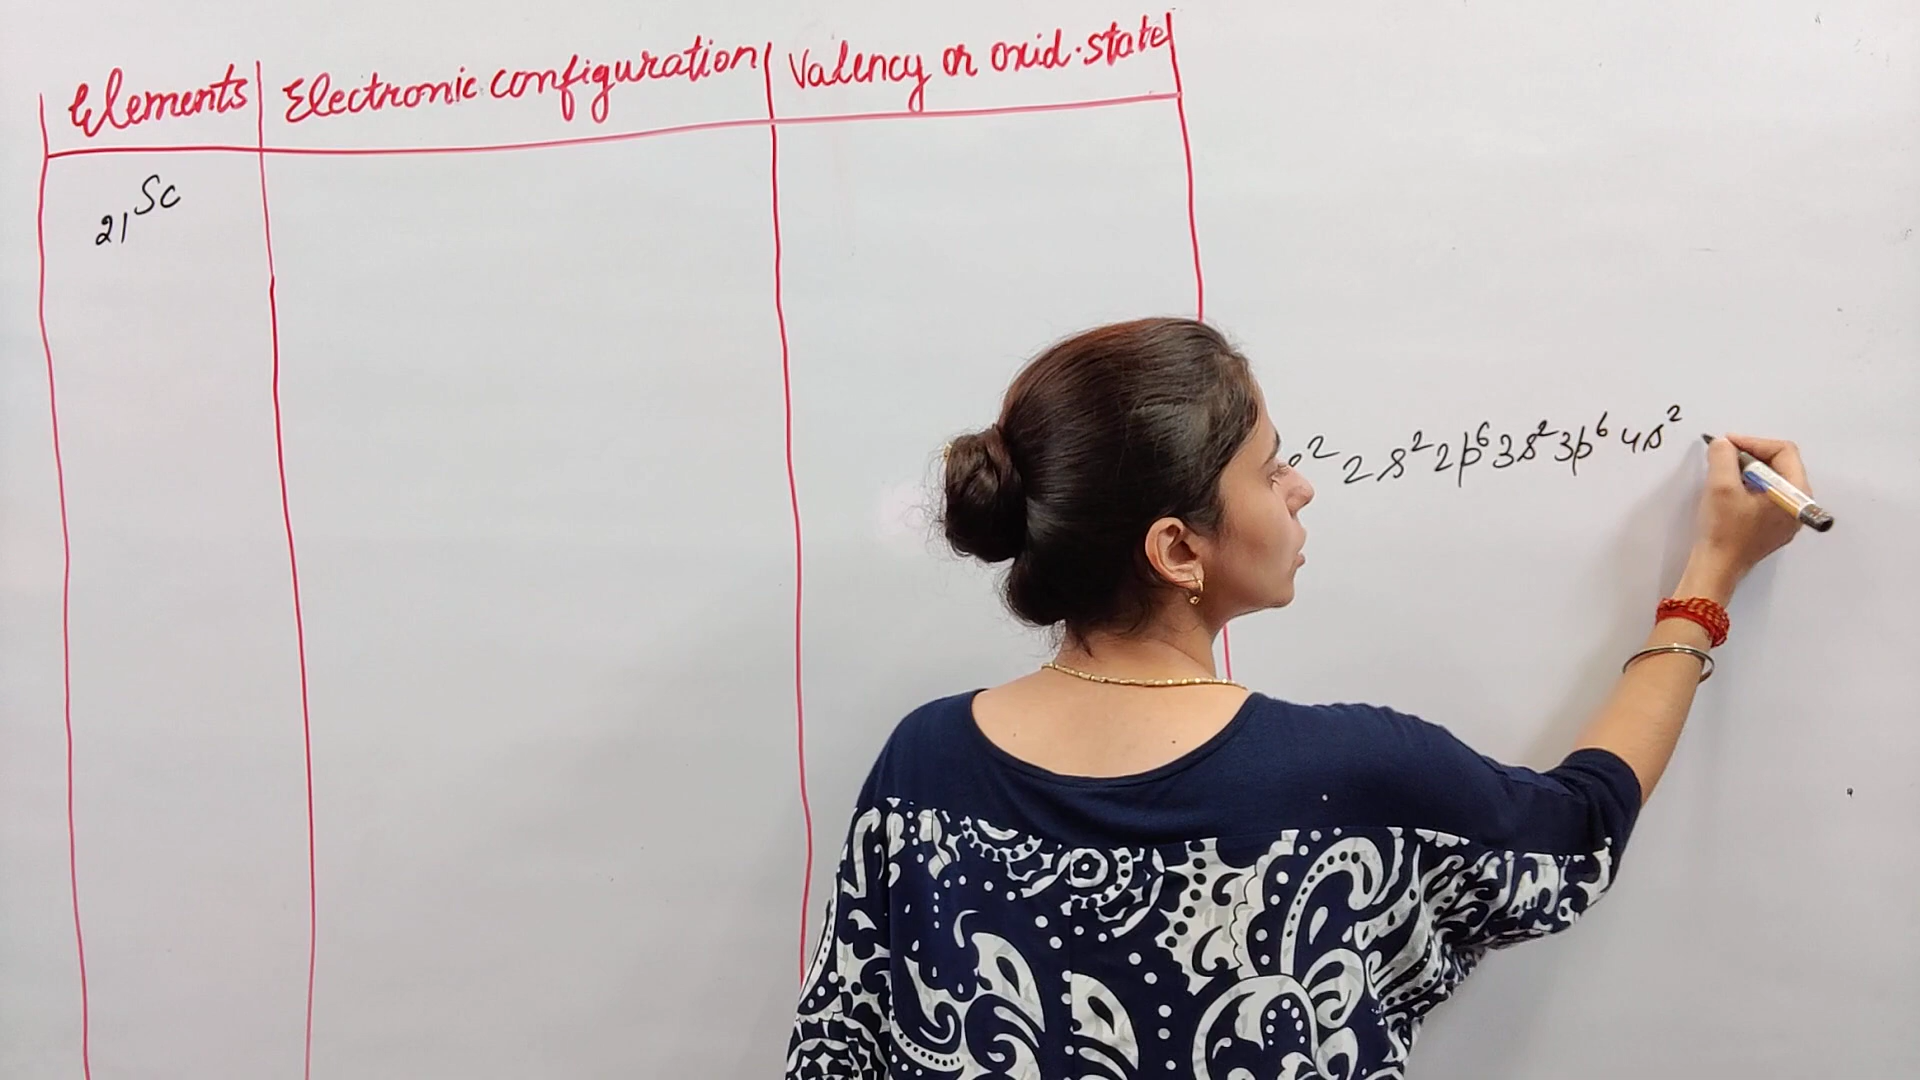 Elements Electronic configuration Valency or oxid. state
21Sc
s² 2s² 2p⁶ 3s² 3p⁶ 4s²